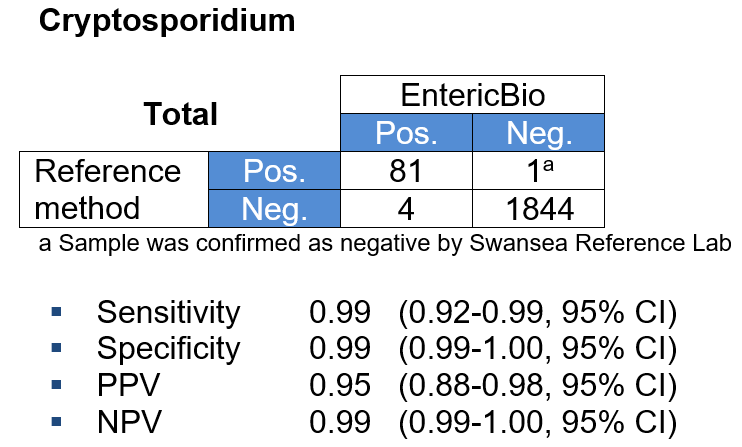 Cryptosporidium
Total
EntericBio
Pos. Neg.
Reference method Pos. 81 1ᵃ
Neg. 4 1844
a Sample was confirmed as negative by Swansea Reference Lab
▪ Sensitivity 0.99 (0.92-0.99, 95% CI)
▪ Specificity 0.99 (0.99-1.00, 95% CI)
▪ PPV 0.95 (0.88-0.98, 95% CI)
▪ NPV 0.99 (0.99-1.00, 95% CI)